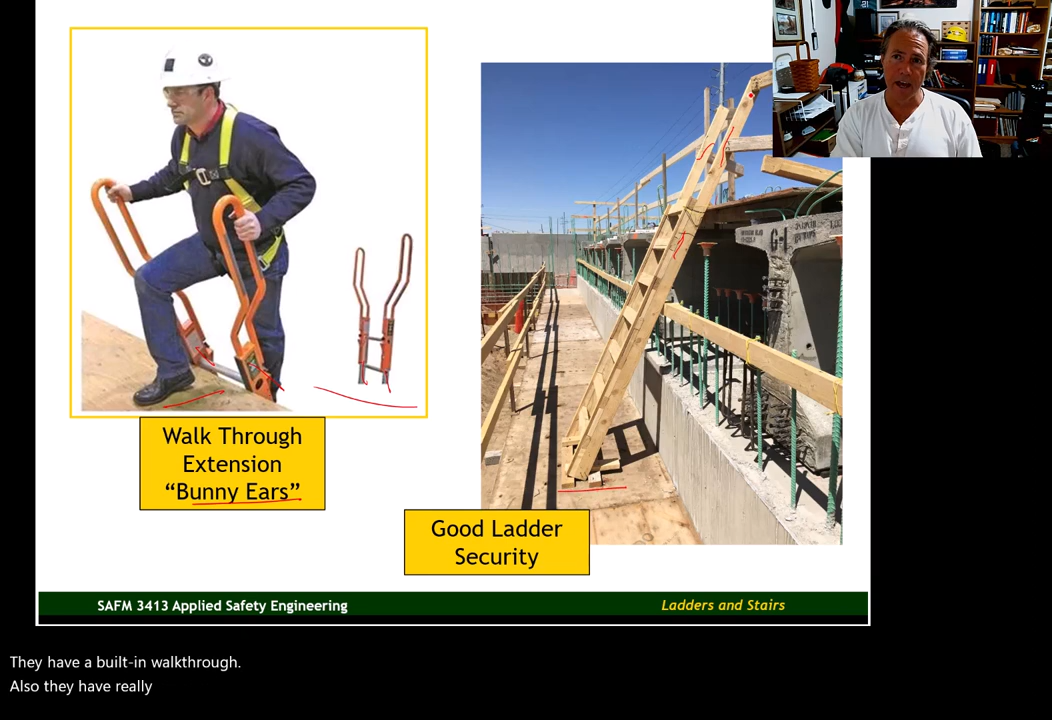 Walk Through
Extension
“Bunny Ears”
Good Ladder
Security
SAFM 3413 Applied Safety Engineering
Ladders and Stairs
They have a built-in walkthrough.
Also they have really